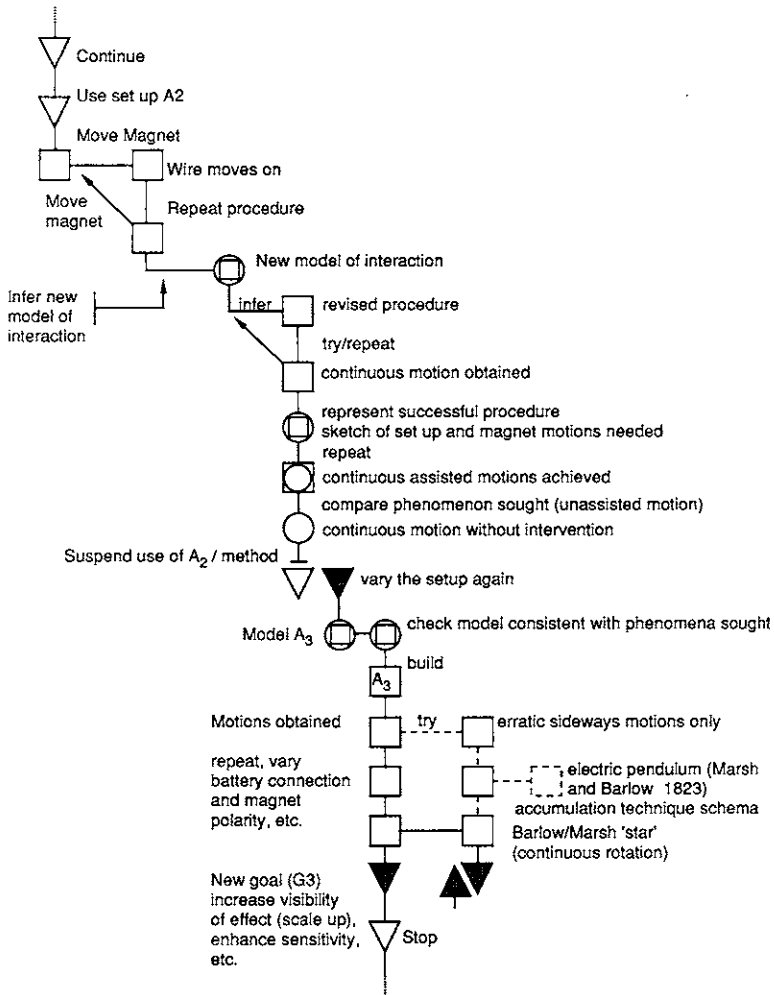 Continue
Use set up A2
Move Magnet
Wire moves on
Move
magnet
Repeat procedure
New model of interaction
Infer new
model of
interaction
infer
revised procedure
try/repeat
continuous motion obtained
represent successful procedure
sketch of set up and magnet motions needed
repeat
continuous assisted motions achieved
compare phenomenon sought (unassisted motion)
continuous motion without intervention
Suspend use of A2 / method
vary the setup again
Model A3
check model consistent with phenomena sought
build
A3
Motions obtained
try
erratic sideways motions only
repeat, vary
battery connection
and magnet
polarity, etc.
electric pendulum (Marsh
and Barlow 1823)
accumulation technique schema
Barlow/Marsh 'star'
(continuous rotation)
New goal (G3)
increase visibility
of effect (scale up),
enhance sensitivity,
etc.
Stop